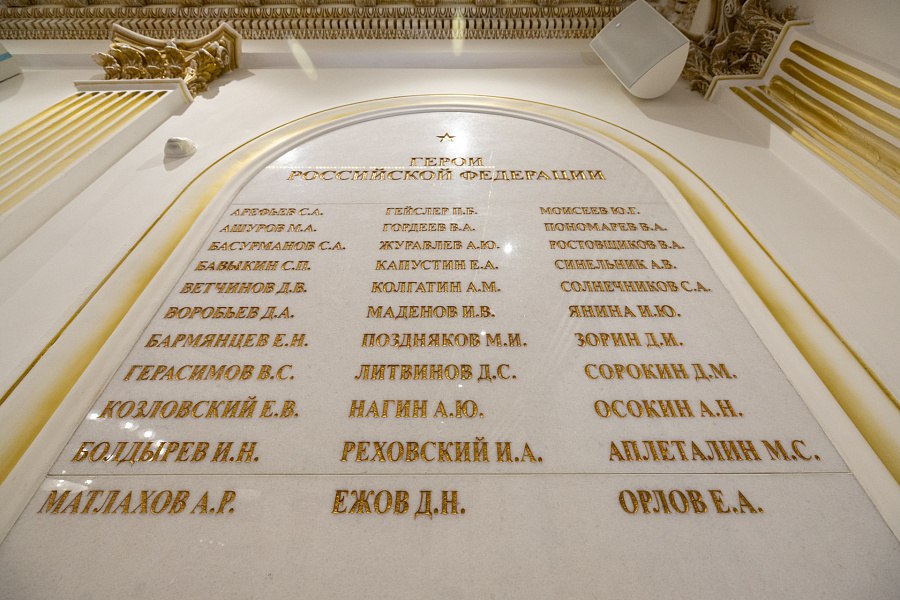 ГЕРОИ
РОССИЙСКОЙ ФЕДЕРАЦИИ
АРЕФЬЕВ С.А. ГЕЙСЛЕР П.Б. МОИСЕЕВ Ю.Г.
АШУРОВ М.А. ГОРДЕЕВ В.А. ПОНОМАРЕВ В.А.
БАСУРМАНОВ С.А. ЖУРАВЛЕВ А.Ю. РОСТОВЩИКОВ В.А.
БАВЫКИН С.П. КАПУСТИН Е.А. СИНЕЛЬНИК А.В.
ВЕТЧИНОВ Д.В. КОЛГАТИН А.М. СОЛНЕЧНИКОВ С.А.
ВОРОБЬЕВ Д.А. МАДЕНОВ И.В. ЯНИНА И.Ю.
БАРМЯНЦЕВ Е.Н. ПОЗДНЯКОВ М.И. ЗОРИН Д.И.
ГЕРАСИМОВ В.С. ЛИТВИНОВ Д.С. СОРОКИН Д.М.
КОЗЛОВСКИЙ Е.В. НАГИН А.Ю. ОСОКИН А.Н.
БОЛДЫРЕВ И.Н. РЕХОВСКИЙ И.А. АПЛЕТАЛИН М.С.
МАТЛАХОВ А.Р. ЕЖОВ Д.Н. ОРЛОВ Е.А.